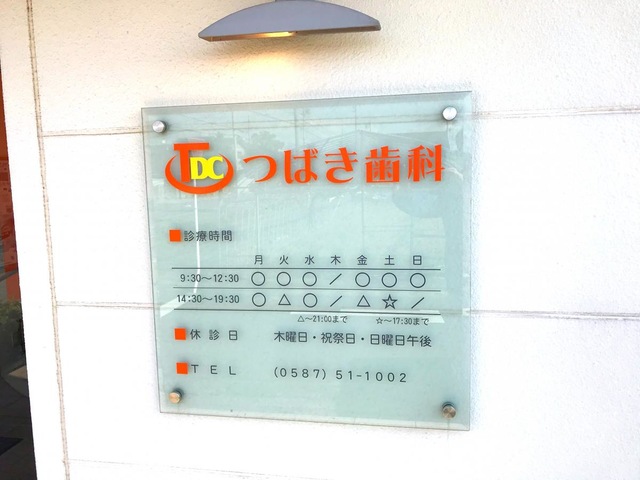 TDC つばき歯科
■診療時間
月 火 水 木 金 土 日
9:30～12:30 ○ ○ ○ ／ ○ ○ ○
14:30～19:30 ○ △ ○ ／ △ ☆ ／
△～21:00まで ☆～17:30まで
■休 診 日 木曜日・祝祭日・日曜日午後
■T E L (0587) 51-1002